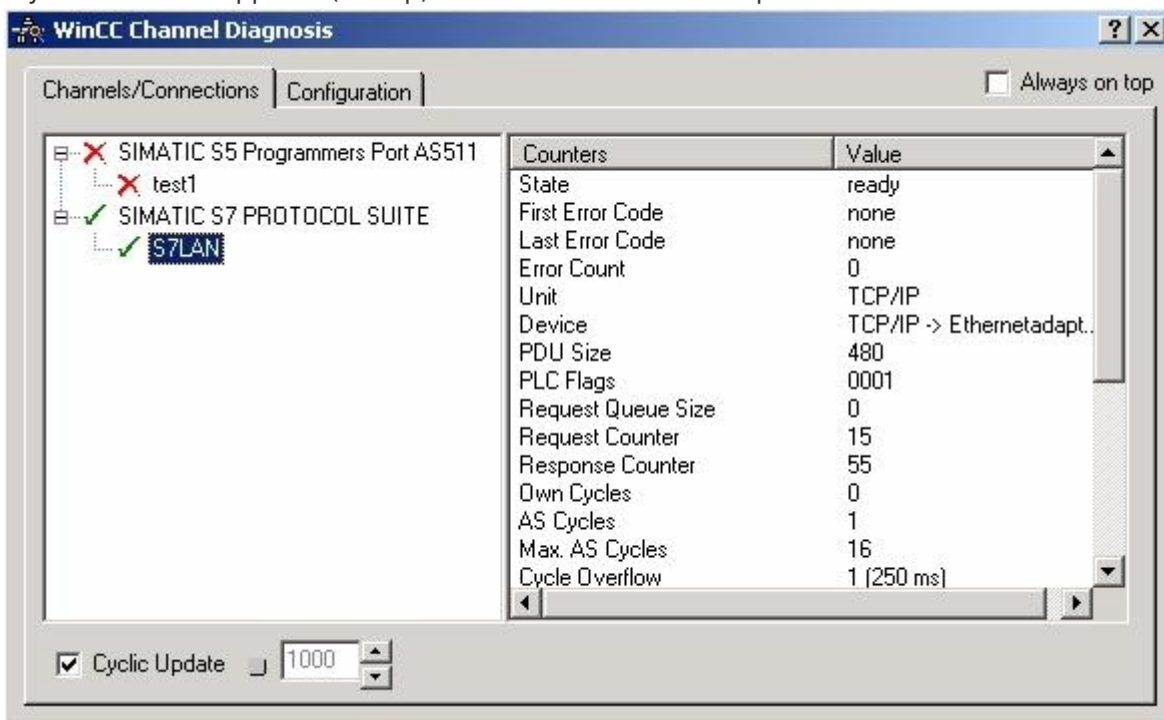 WinCC Channel Diagnosis
Channels/Connections Configuration Always on top
SIMATIC S5 Programmers Port AS511
test1
SIMATIC S7 PROTOCOL SUITE
S7LAN
Counters Value
State ready
First Error Code none
Last Error Code none
Error Count 0
Unit TCP/IP
Device TCP/IP -> Ethernetadapt..
PDU Size 480
PLC Flags 0001
Request Queue Size 0
Request Counter 15
Response Counter 55
Own Cycles 0
AS Cycles 1
Max. AS Cycles 16
Cycle Overflow 1 (250 ms)
Cyclic Update 1000